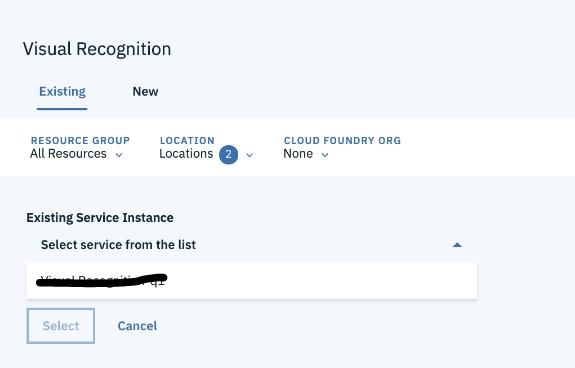 Visual Recognition
Existing New
RESOURCE GROUP LOCATION CLOUD FOUNDRY ORG
All Resources Locations 2 None
Existing Service Instance
Select service from the list
Select Cancel